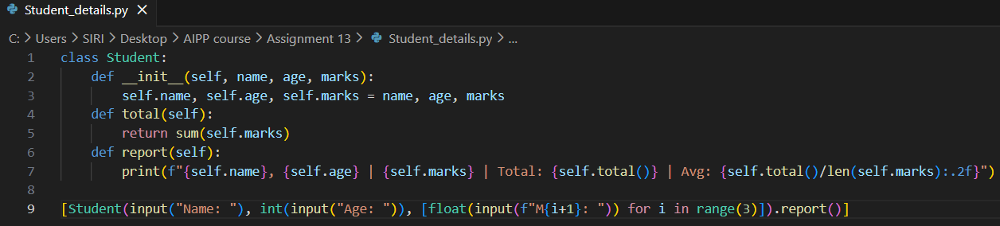 Student_details.py ×
C: > Users > SIRI > Desktop > AIPP course > Assignment 13 > Student_details.py > ...
1 class Student:
2     def __init__(self, name, age, marks):
3         self.name, self.age, self.marks = name, age, marks
4     def total(self):
5         return sum(self.marks)
6     def report(self):
7         print(f"{self.name}, {self.age} | {self.marks} | Total: {self.total()} | Avg: {self.total()/len(self.marks):.2f}")
8
9 [Student(input("Name: "), int(input("Age: ")), [float(input(f"M{i+1}: ")) for i in range(3)]).report()]